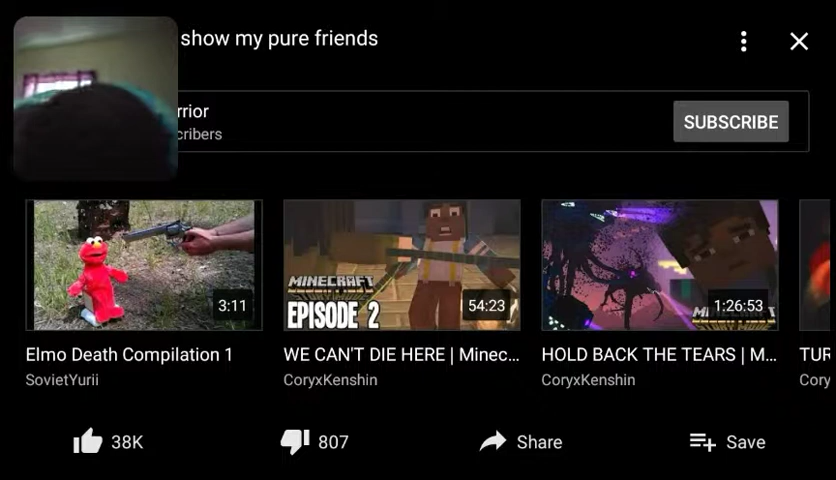 show my pure friends
rrior
cribers
SUBSCRIBE
3:11
MINECRAFT
EPISODE 2
54:23
1:26:53
Elmo Death Compilation 1
WE CAN'T DIE HERE | Minec...
HOLD BACK THE TEARS | M...
TUR
SovietYurii
CoryxKenshin
CoryxKenshin
Cory
38K
807
Share
Save